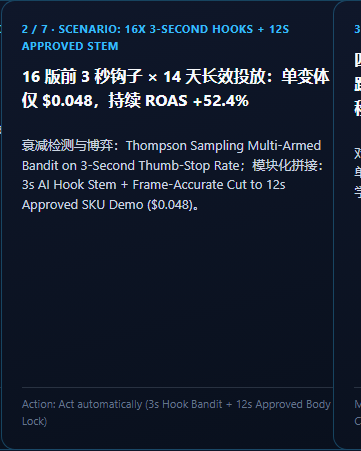 2 / 7 · SCENARIO: 16X 3-SECOND HOOKS + 12S
APPROVED STEM
16 版前 3 秒钩子 × 14 天长效投放：单变体
仅 $0.048，持续 ROAS +52.4%
衰减检测与博弈：Thompson Sampling Multi-Armed
Bandit on 3-Second Thumb-Stop Rate；模块化拼接：
3s AI Hook Stem + Frame-Accurate Cut to 12s
Approved SKU Demo ($0.048)。
Action: Act automatically (3s Hook Bandit + 12s Approved Body
Lock)
3